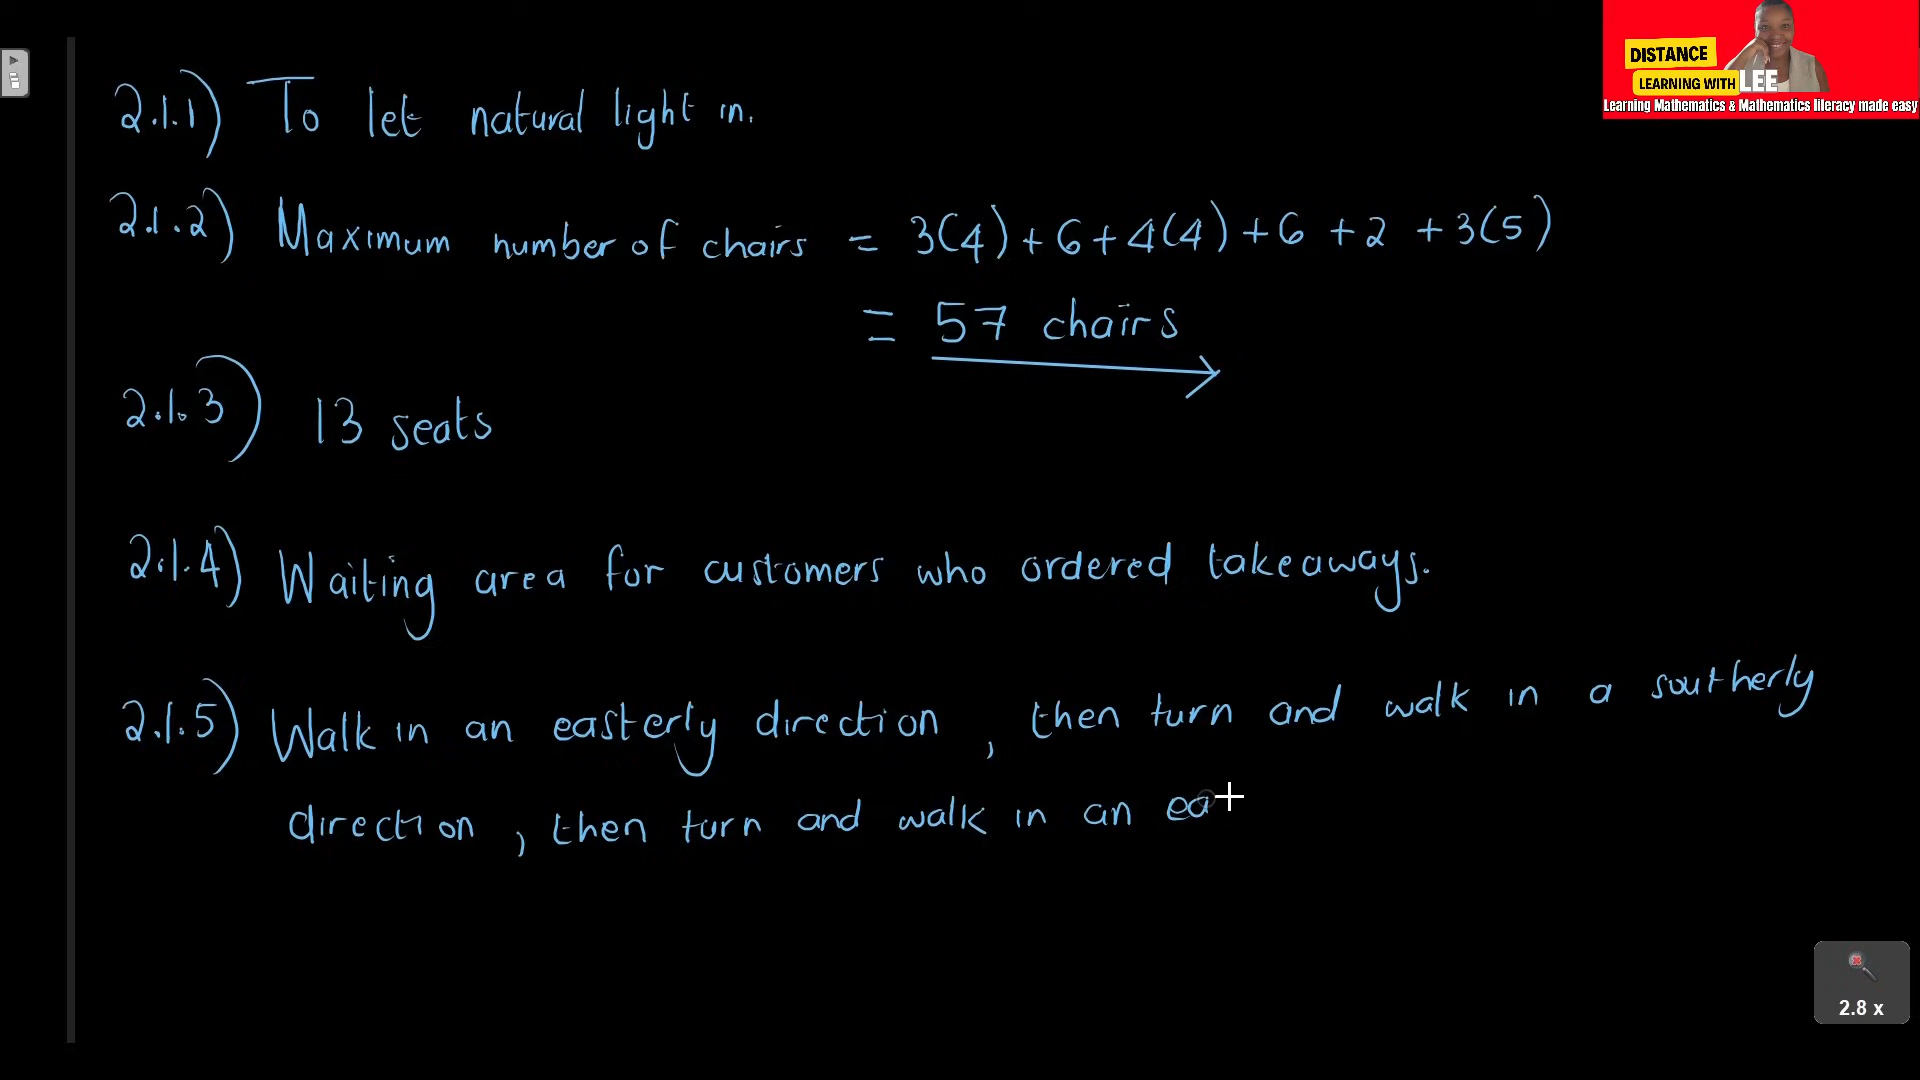 DISTANCE
LEARNING WITH LEE
Learning Mathematics & Mathematics literacy made easy
2.1.1) To let natural light in.
2.1.2) Maximum number of chairs = 3(4) + 6 + 4(4) + 6 + 2 + 3(5)
= 57 chairs
2.1.3) 13 seats
2.1.4) Waiting area for customers who ordered takeaways.
2.1.5) Walk in an easterly direction, then turn and walk in a southerly
direction, then turn and walk in an ea
2.8 x